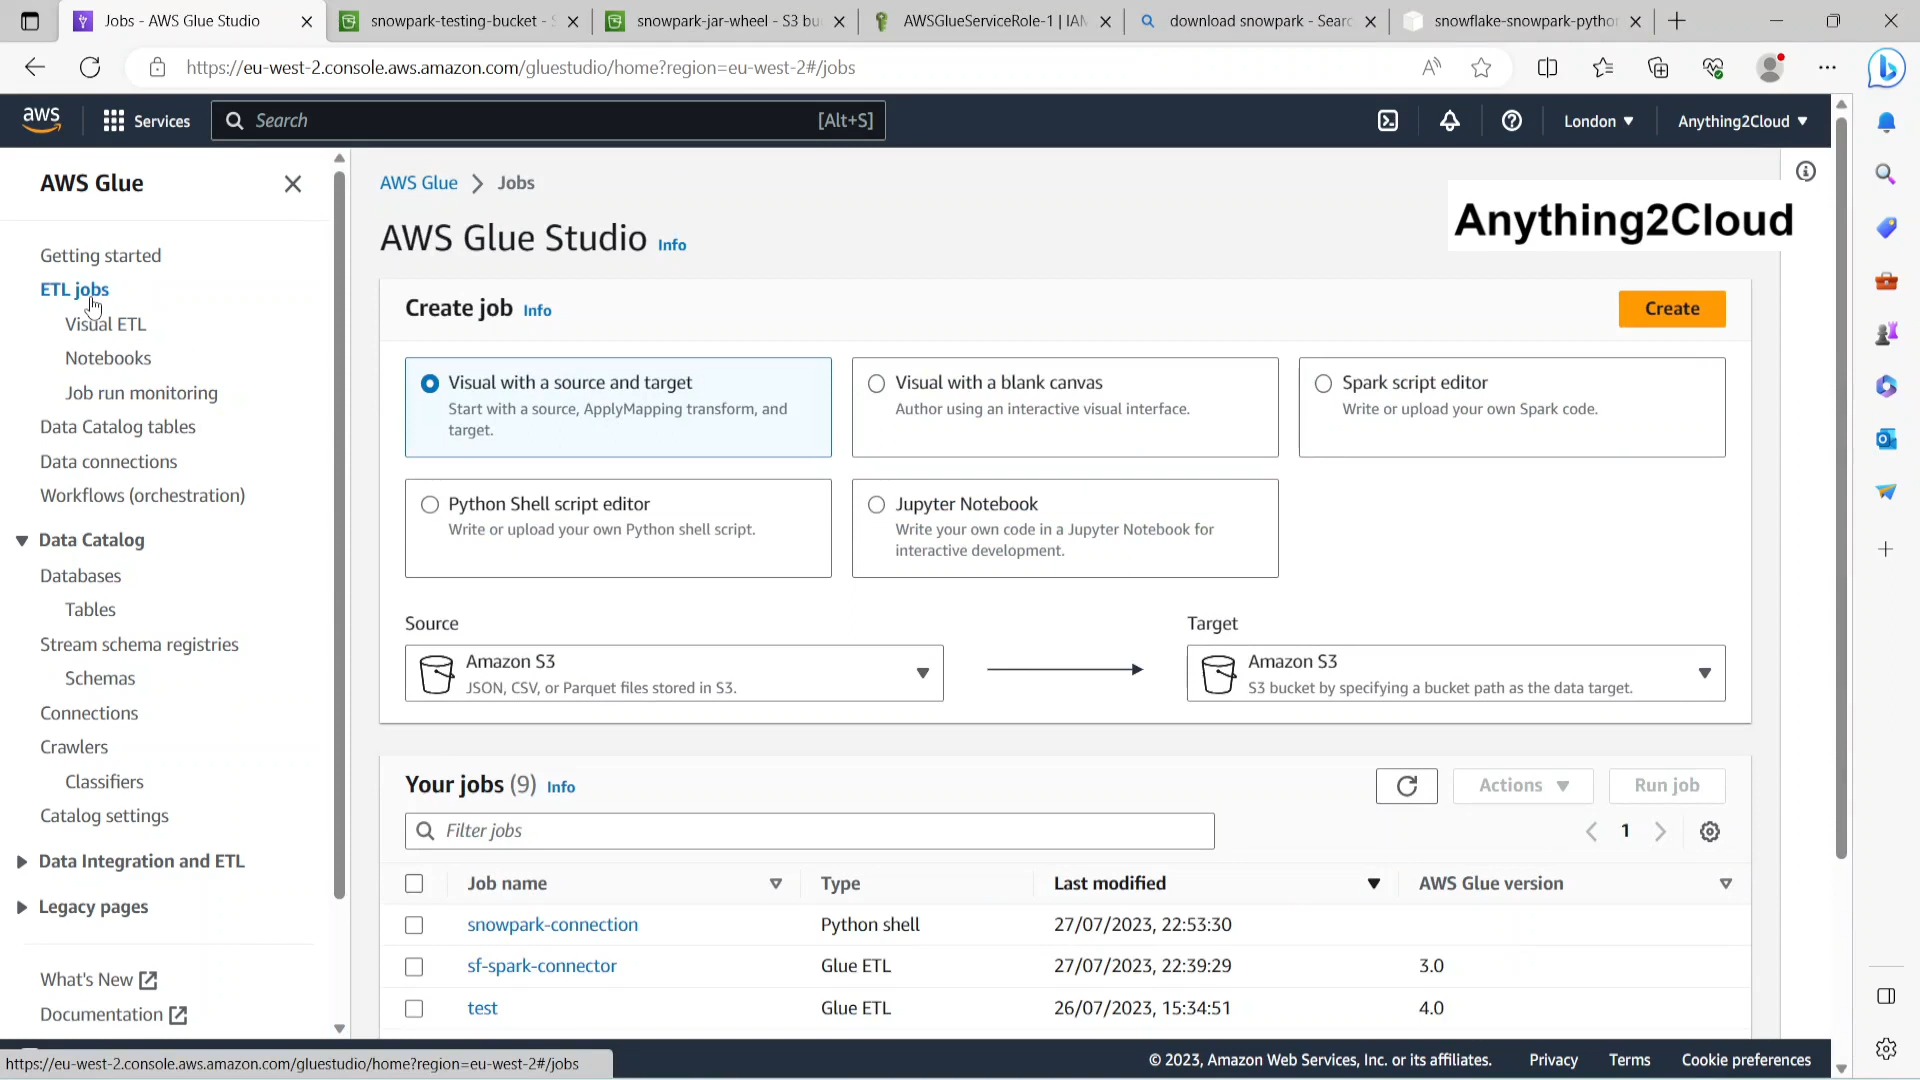 Jobs - AWS Glue Studio
snowpark-testing-bucket - S
snowpark-jar-wheel - S3 bu
AWSGlueServiceRole-1 | IAM
download snowpark - Searc
snowflake-snowpark-python
https://eu-west-2.console.aws.amazon.com/gluestudio/home?region=eu-west-2#/jobs
aws
Services
Search
[Alt+S]
London
Anything2Cloud
AWS Glue
Getting started
ETL jobs
Visual ETL
Notebooks
Job run monitoring
Data Catalog tables
Data connections
Workflows (orchestration)
Data Catalog
Databases
Tables
Stream schema registries
Schemas
Connections
Crawlers
Classifiers
Catalog settings
Data Integration and ETL
Legacy pages
What's New
Documentation
AWS Glue > Jobs
Anything2Cloud
AWS Glue Studio Info
Create job Info
Create
Visual with a source and target
Start with a source, ApplyMapping transform, and
target.
Visual with a blank canvas
Author using an interactive visual interface.
Spark script editor
Write or upload your own Spark code.
Python Shell script editor
Write or upload your own Python shell script.
Jupyter Notebook
Write your own code in a Jupyter Notebook for
interactive development.
Source
Amazon S3
JSON, CSV, or Parquet files stored in S3.
Target
Amazon S3
S3 bucket by specifying a bucket path as the data target.
Your jobs (9) Info
Actions
Run job
Filter jobs
1
Job name Type Last modified AWS Glue version
snowpark-connection Python shell 27/07/2023, 22:53:30
sf-spark-connector Glue ETL 27/07/2023, 22:39:29 3.0
test Glue ETL 26/07/2023, 15:34:51 4.0
https://eu-west-2.console.aws.amazon.com/gluestudio/home?region=eu-west-2#/jobs
© 2023, Amazon Web Services, Inc. or its affiliates. Privacy Terms Cookie preferences